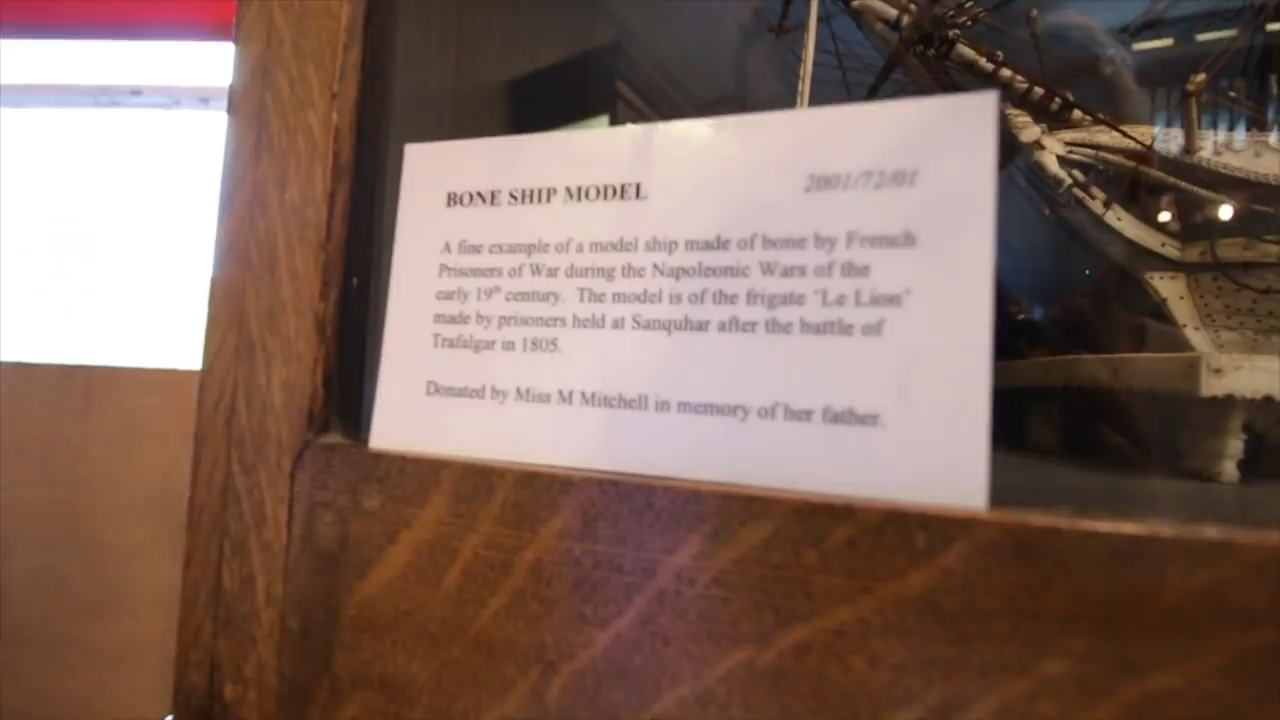 BONE SHIP MODEL 2001/72/01
A fine example of a model ship made of bone by French
Prisoners of War during the Napoleonic Wars of the
early 19th century. The model is of the frigate "Le Lion"
made by prisoners held at Sanquhar after the battle of
Trafalgar in 1805.
Donated by Miss M Mitchell in memory of her father.